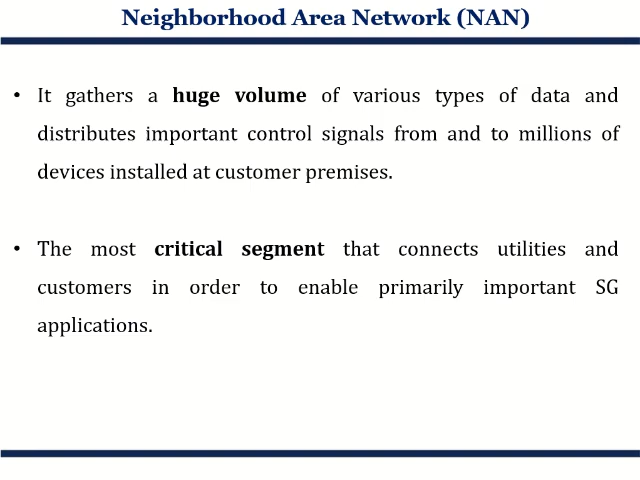 Neighborhood Area Network (NAN)
• It gathers a huge volume of various types of data and
distributes important control signals from and to millions of
devices installed at customer premises.
• The most critical segment that connects utilities and
customers in order to enable primarily important SG
applications.